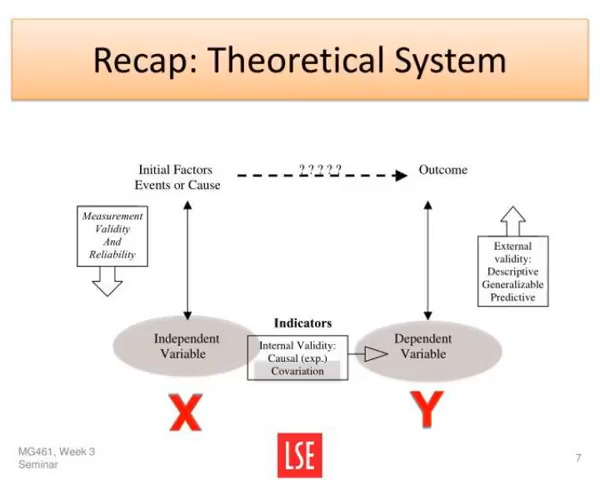 Recap: Theoretical System
Initial Factors
Events or Cause
? ? ? ? ?
Outcome
Measurement
Validity
And
Reliability
External
validity:
Descriptive
Generalizable
Predictive
Independent
Variable
Indicators
Internal Validity:
Causal (exp.)
Covariation
Dependent
Variable
X
Y
MG461, Week 3
Seminar
LSE
7